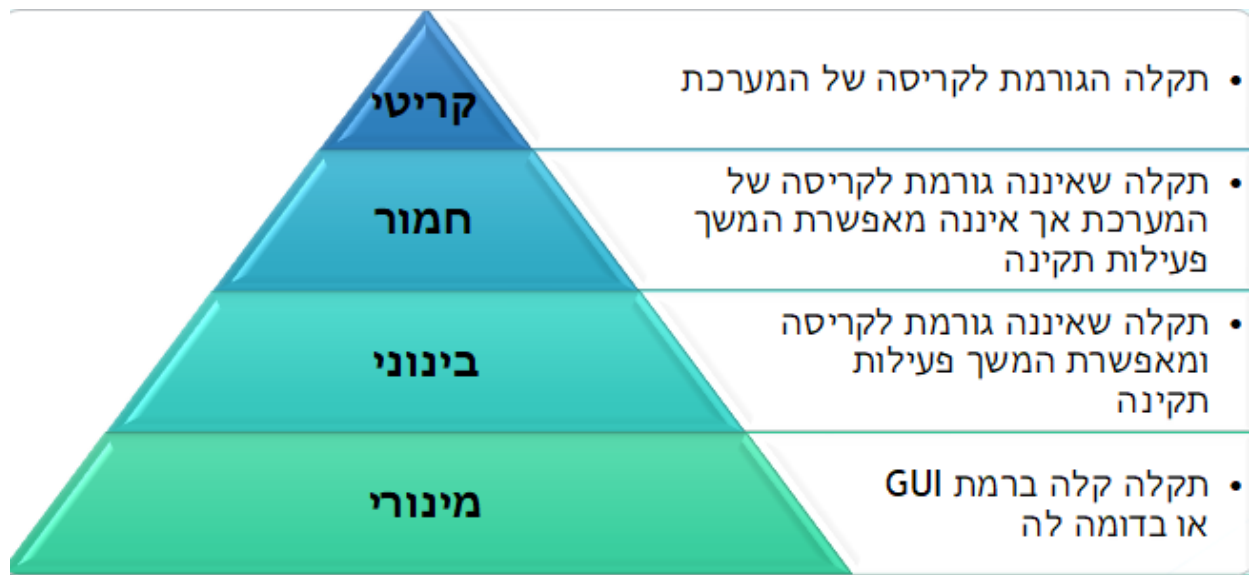 קריטי
• תקלה הגורמת לקריסה של המערכת
חמור
• תקלה שאיננה גורמת לקריסה של
המערכת אך איננה מאפשרת המשך
פעילות תקינה
בינוני
• תקלה שאיננה גורמת לקריסה
ומאפשרת המשך פעילות
תקינה
מינורי
• תקלה קלה ברמת GUI
או בדומה לה